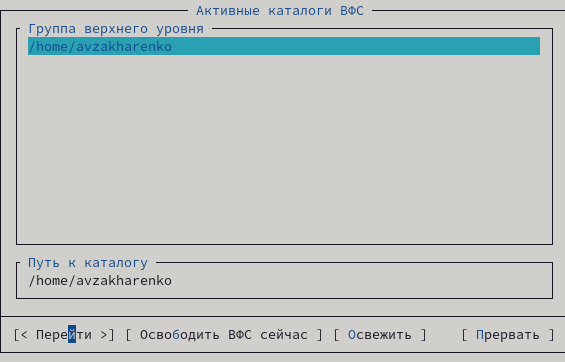 Активные каталоги ВФС
Группа верхнего уровня
/home/avzakharenko
Путь к каталогу
/home/avzakharenko
[< Перейти >] [ Освободить ВФС сейчас ] [ Освежить ] [ Прервать ]